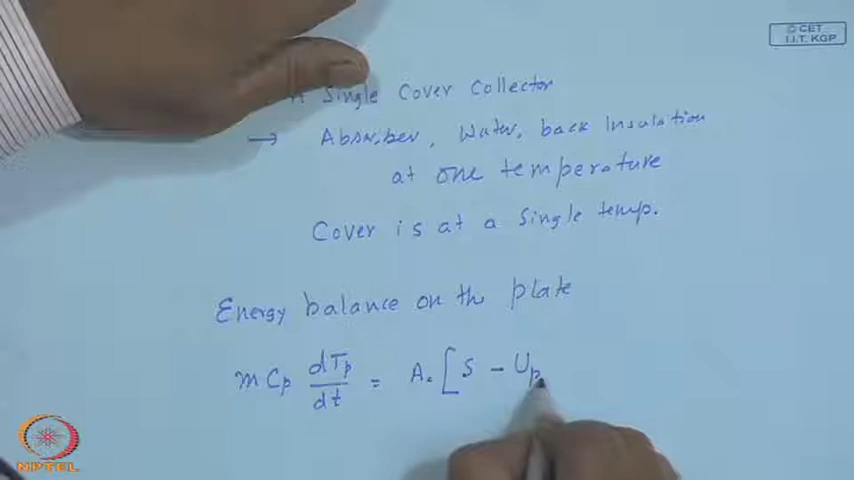 © CET
I.I.T. KGP
A Single Cover Collector
→ Absorber, Water, back Insulation
at one temperature
Cover is at a Single temp.
Energy balance on the plate
m Cp dTp/dt = Ac [S - Up
NPTEL